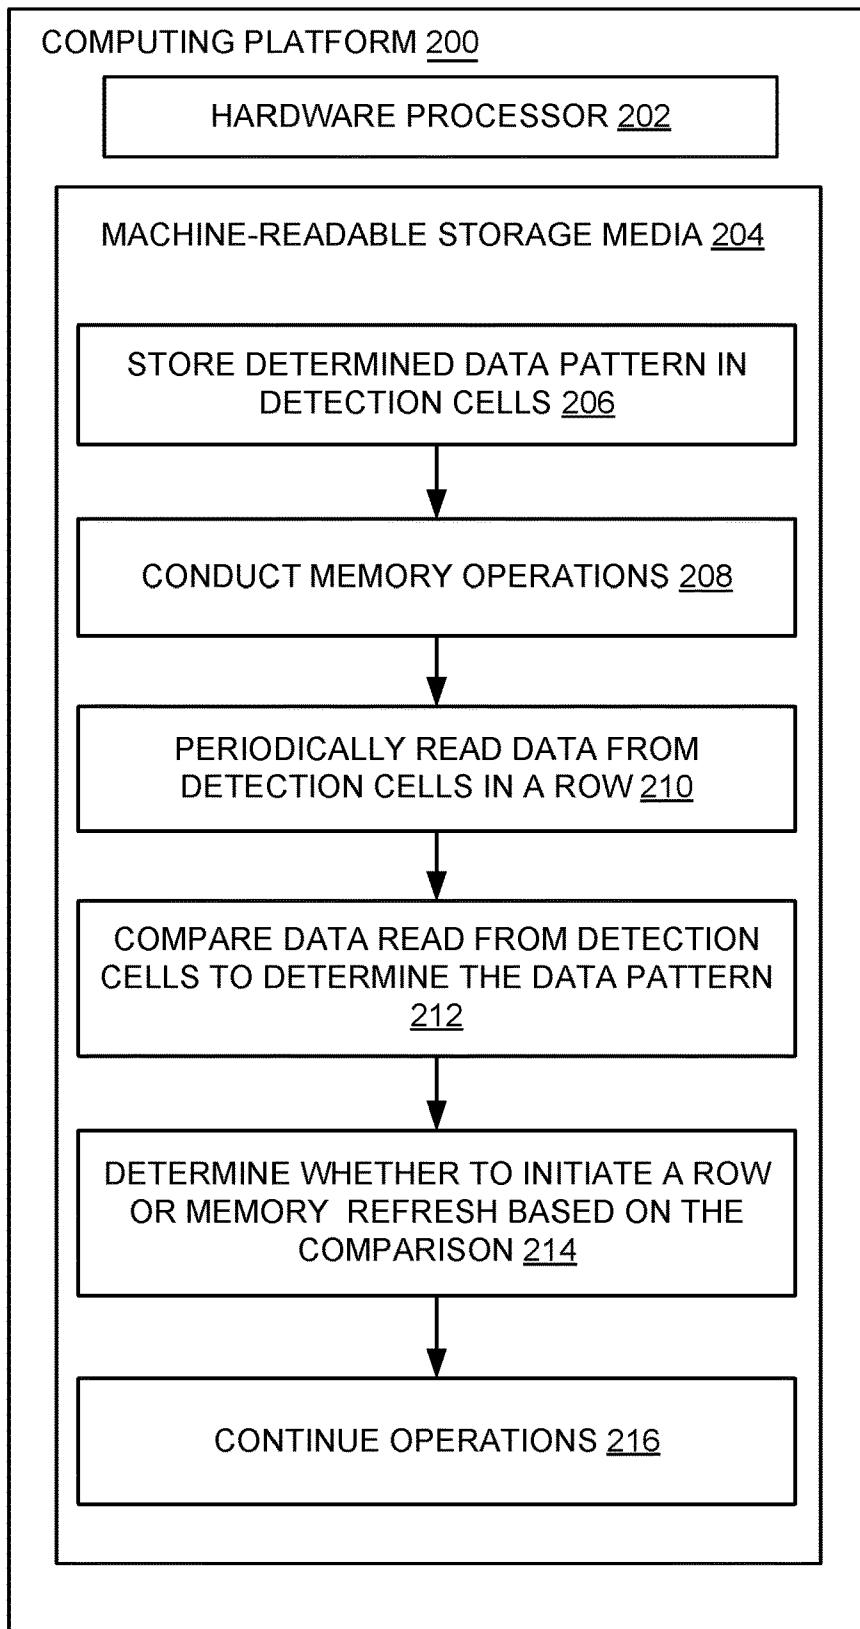 COMPUTING PLATFORM 200
HARDWARE PROCESSOR 202
MACHINE-READABLE STORAGE MEDIA 204
STORE DETERMINED DATA PATTERN IN
DETECTION CELLS 206
CONDUCT MEMORY OPERATIONS 208
PERIODICALLY READ DATA FROM
DETECTION CELLS IN A ROW 210
COMPARE DATA READ FROM DETECTION
CELLS TO DETERMINE THE DATA PATTERN
212
DETERMINE WHETHER TO INITIATE A ROW
OR MEMORY REFRESH BASED ON THE
COMPARISON 214
CONTINUE OPERATIONS 216